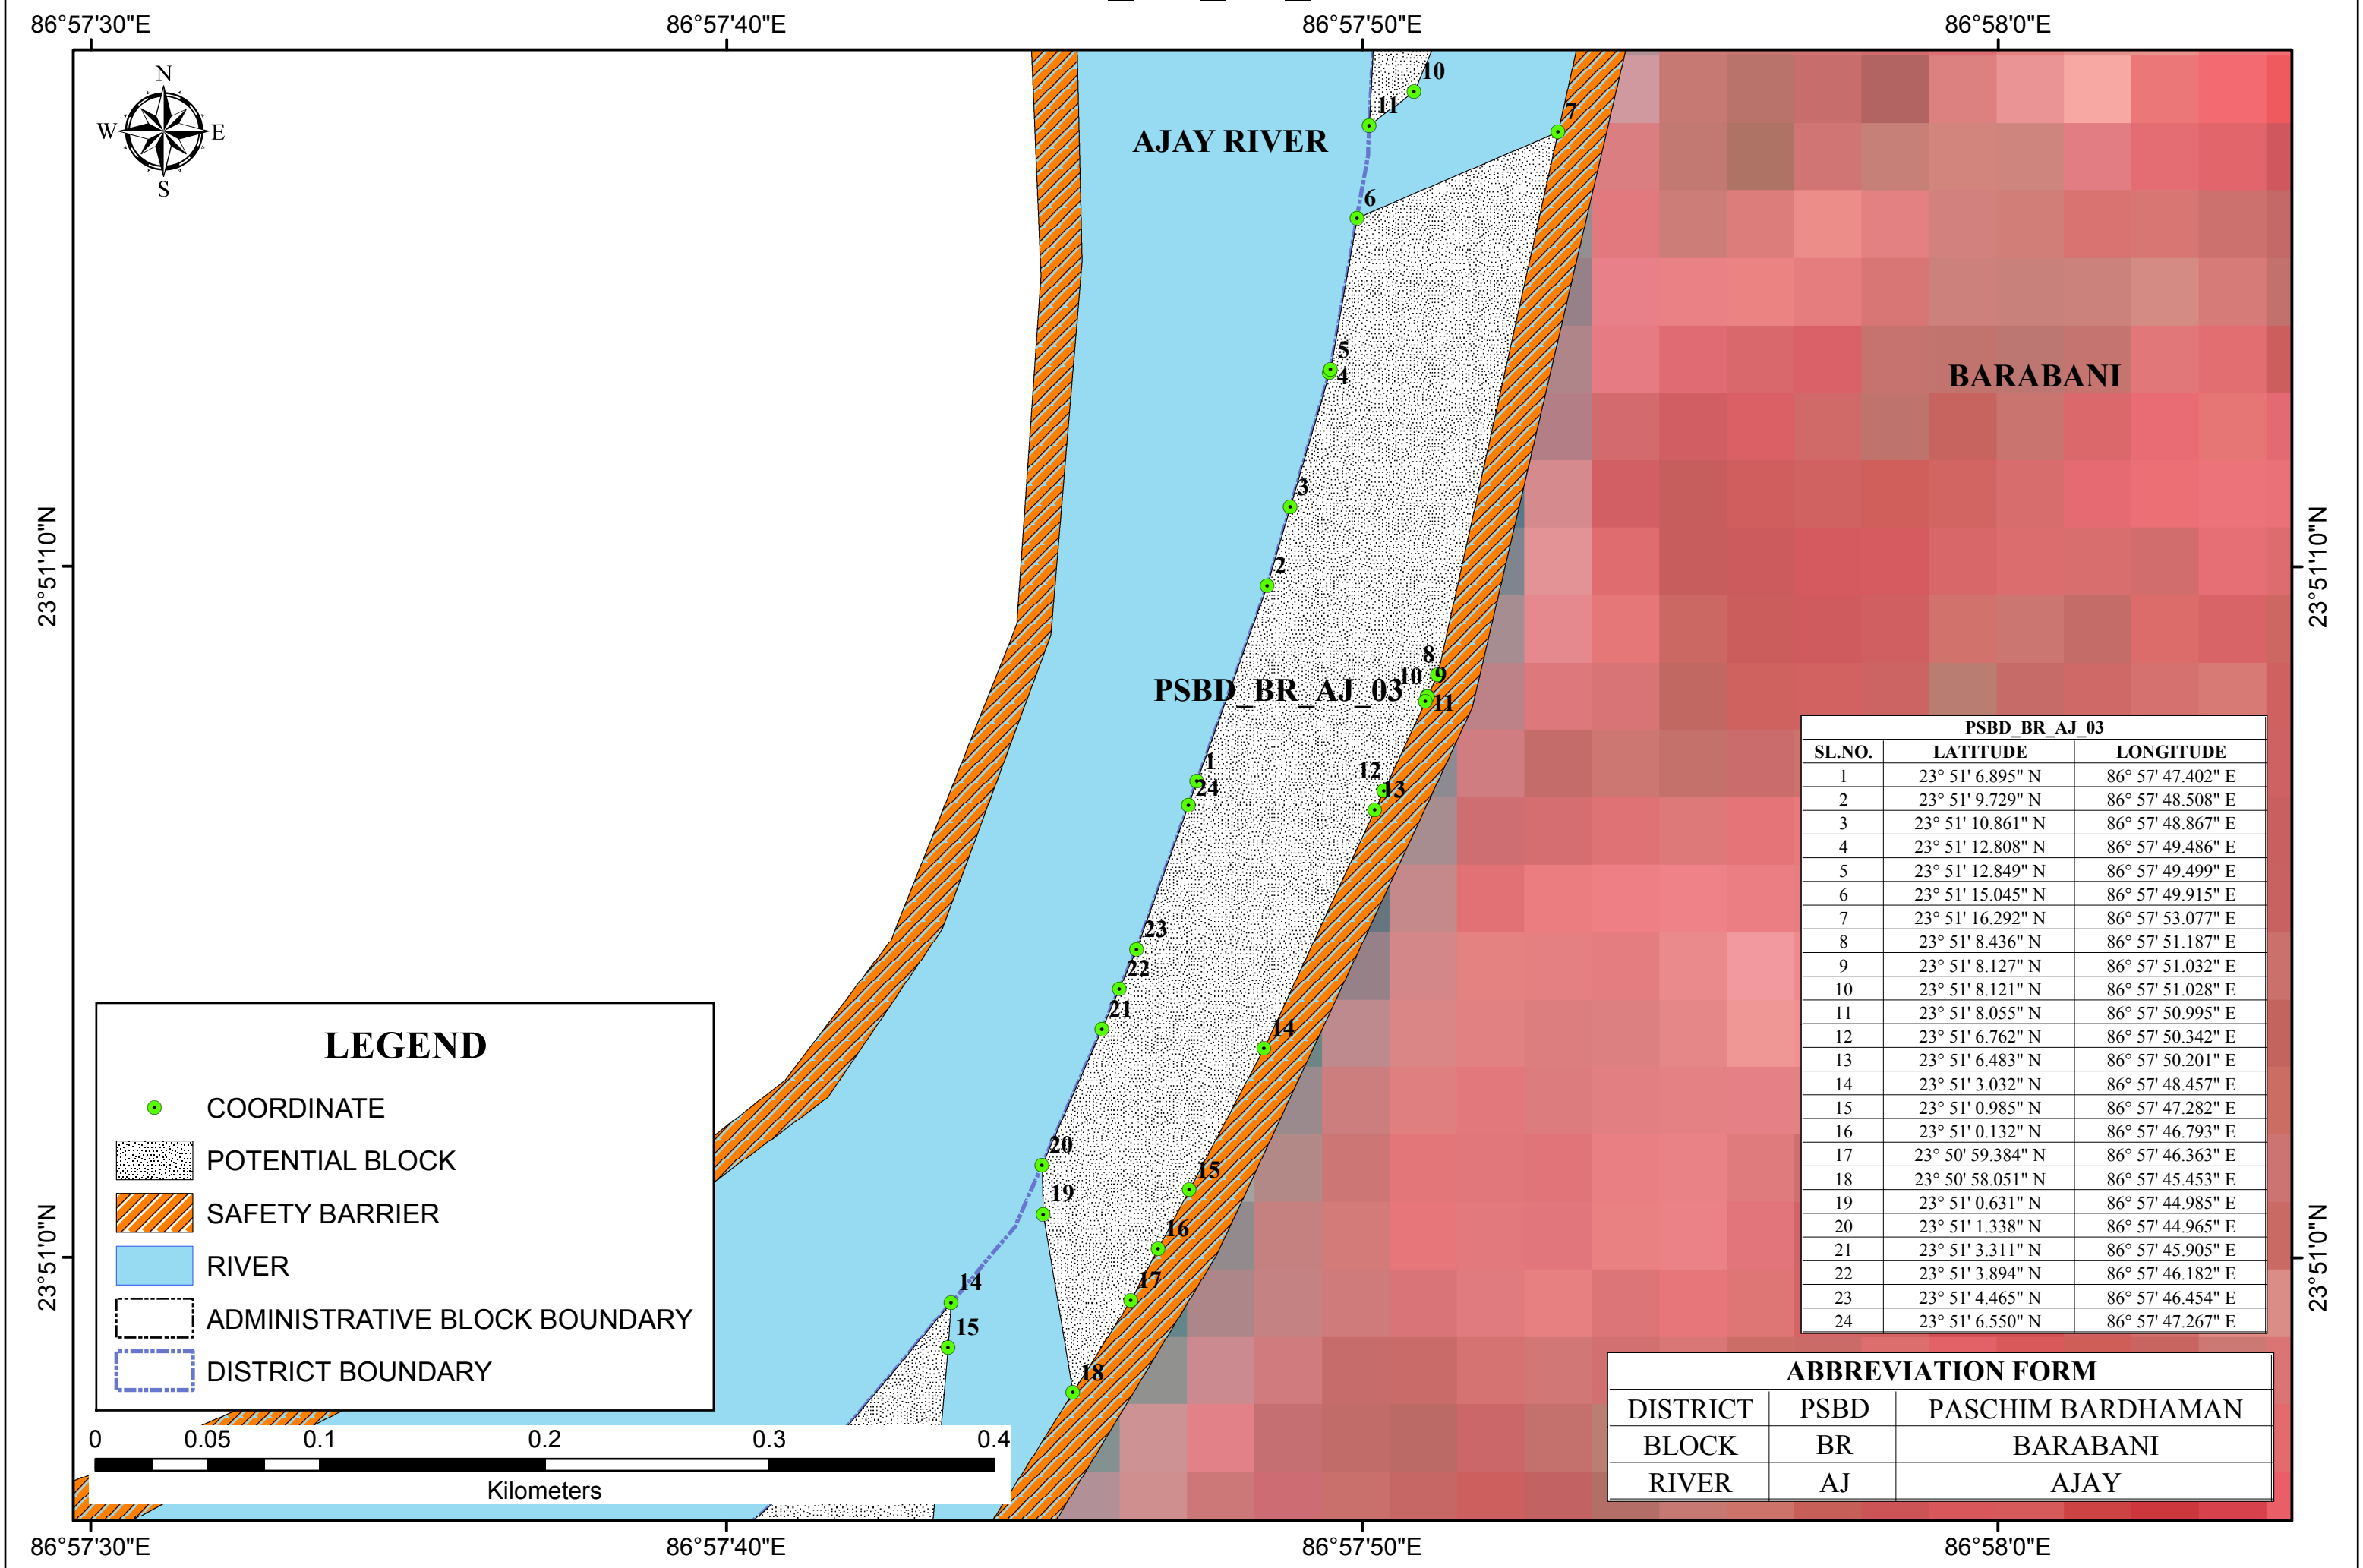 86°57'30"E 86°57'40"E 86°57'50"E 86°58'0"E
N
W E
S
10
11
7
AJAY RIVER
6
5
4
BARABANI
3
23°51'10"N 23°51'10"N
2
8
10 9
PSBD_BR_AJ_03
11
1
12
24 13
23
22
21
14
20
15
19
16
17
14
15
18
23°51'0"N 23°51'0"N
PSBD_BR_AJ_03
SL.NO. LATITUDE LONGITUDE
1 23° 51' 6.895" N 86° 57' 47.402" E
2 23° 51' 9.729" N 86° 57' 48.508" E
3 23° 51' 10.861" N 86° 57' 48.867" E
4 23° 51' 12.808" N 86° 57' 49.486" E
5 23° 51' 12.849" N 86° 57' 49.499" E
6 23° 51' 15.045" N 86° 57' 49.915" E
7 23° 51' 16.292" N 86° 57' 53.077" E
8 23° 51' 8.436" N 86° 57' 51.187" E
9 23° 51' 8.127" N 86° 57' 51.032" E
10 23° 51' 8.121" N 86° 57' 51.028" E
11 23° 51' 8.055" N 86° 57' 50.995" E
12 23° 51' 6.762" N 86° 57' 50.342" E
13 23° 51' 6.483" N 86° 57' 50.201" E
14 23° 51' 3.032" N 86° 57' 48.457" E
15 23° 51' 0.985" N 86° 57' 47.282" E
16 23° 51' 0.132" N 86° 57' 46.793" E
17 23° 50' 59.384" N 86° 57' 46.363" E
18 23° 50' 58.051" N 86° 57' 45.453" E
19 23° 51' 0.631" N 86° 57' 44.985" E
20 23° 51' 1.338" N 86° 57' 44.965" E
21 23° 51' 3.311" N 86° 57' 45.905" E
22 23° 51' 3.894" N 86° 57' 46.182" E
23 23° 51' 4.465" N 86° 57' 46.454" E
24 23° 51' 6.550" N 86° 57' 47.267" E
LEGEND
COORDINATE
POTENTIAL BLOCK
SAFETY BARRIER
RIVER
ADMINISTRATIVE BLOCK BOUNDARY
DISTRICT BOUNDARY
0 0.05 0.1 0.2 0.3 0.4
Kilometers
ABBREVIATION FORM
DISTRICT PSBD PASCHIM BARDHAMAN
BLOCK BR BARABANI
RIVER AJ AJAY
86°57'30"E 86°57'40"E 86°57'50"E 86°58'0"E